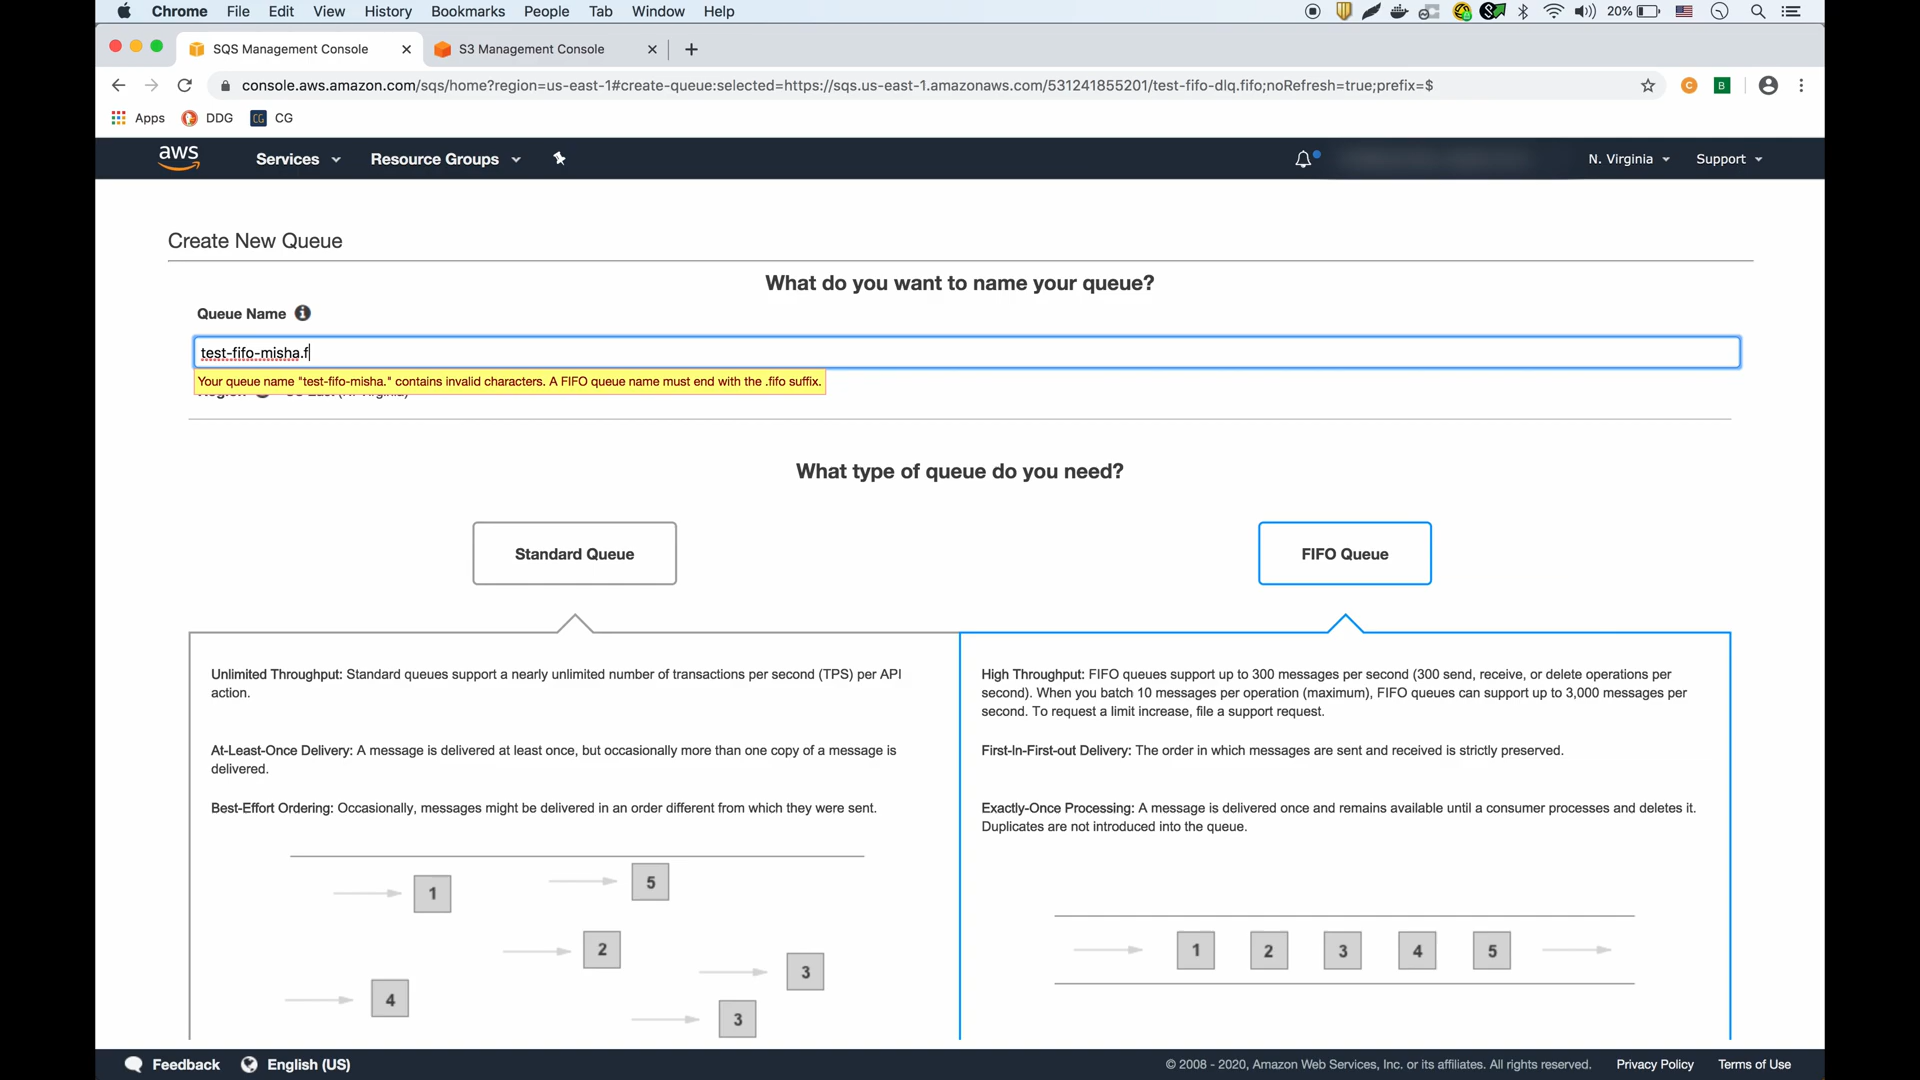 Chrome File Edit View History Bookmarks People Tab Window Help 20%
SQS Management Console S3 Management Console
console.aws.amazon.com/sqs/home?region=us-east-1#create-queue:selected=https://sqs.us-east-1.amazonaws.com/531241855201/test-fifo-dlq.fifo;noRefresh=true;prefix=$
C B
Apps DDG CG CG
aws Services Resource Groups N. Virginia Support
Create New Queue
What do you want to name your queue?
Queue Name
test-fifo-misha.f
Your queue name "test-fifo-misha." contains invalid characters. A FIFO queue name must end with the .fifo suffix.
What type of queue do you need?
Standard Queue FIFO Queue
Unlimited Throughput: Standard queues support a nearly unlimited number of transactions per second (TPS) per API
action.
At-Least-Once Delivery: A message is delivered at least once, but occasionally more than one copy of a message is
delivered.
Best-Effort Ordering: Occasionally, messages might be delivered in an order different from which they were sent.
1 5
2
3
4
3
High Throughput: FIFO queues support up to 300 messages per second (300 send, receive, or delete operations per
second). When you batch 10 messages per operation (maximum), FIFO queues can support up to 3,000 messages per
second. To request a limit increase, file a support request.
First-In-First-out Delivery: The order in which messages are sent and received is strictly preserved.
Exactly-Once Processing: A message is delivered once and remains available until a consumer processes and deletes it.
Duplicates are not introduced into the queue.
1 2 3 4 5
Feedback English (US) © 2008 - 2020, Amazon Web Services, Inc. or its affiliates. All rights reserved. Privacy Policy Terms of Use